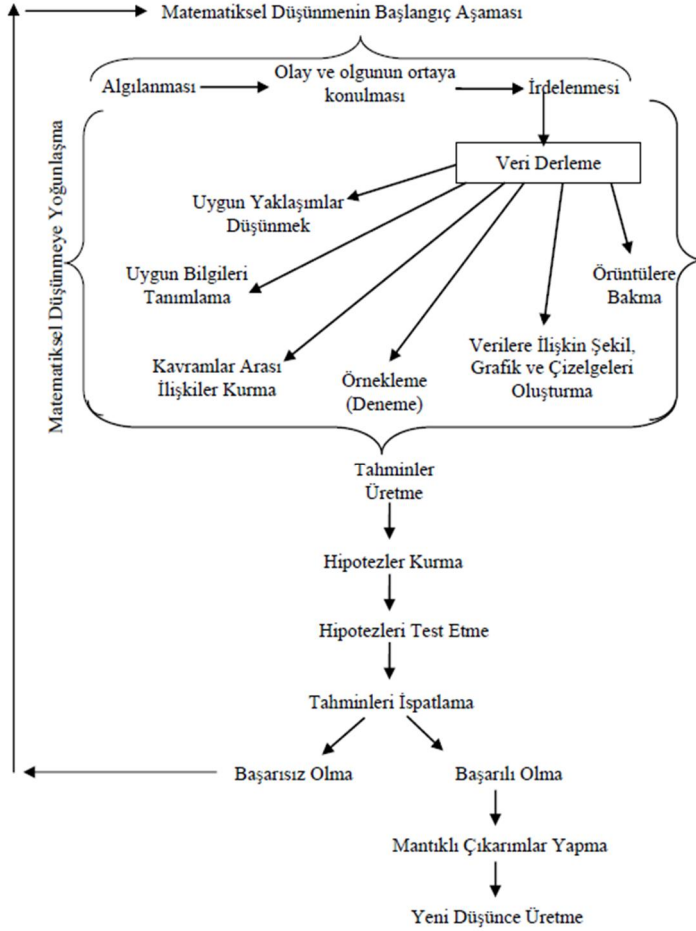 Matematiksel Düşünmenin Başlangıç Aşaması
Algılanması
Olay ve olgunun ortaya
konulması
İrdelenmesi
Matematiksel Düşünmeye Yoğunlaşma
Veri Derleme
Uygun Yaklaşımlar
Düşünmek
Uygun Bilgileri
Tanımlama
Kavramlar Arası
İlişkiler Kurma
Örnekleme
(Deneme)
Verilere İlişkin Şekil,
Grafik ve Çizelgeleri
Oluşturma
Örüntülere
Bakma
Tahminler
Üretme
Hipotezler Kurma
Hipotezleri Test Etme
Tahminleri İspatlama
Başarısız Olma
Başarılı Olma
Mantıklı Çıkarımlar Yapma
Yeni Düşünce Üretme